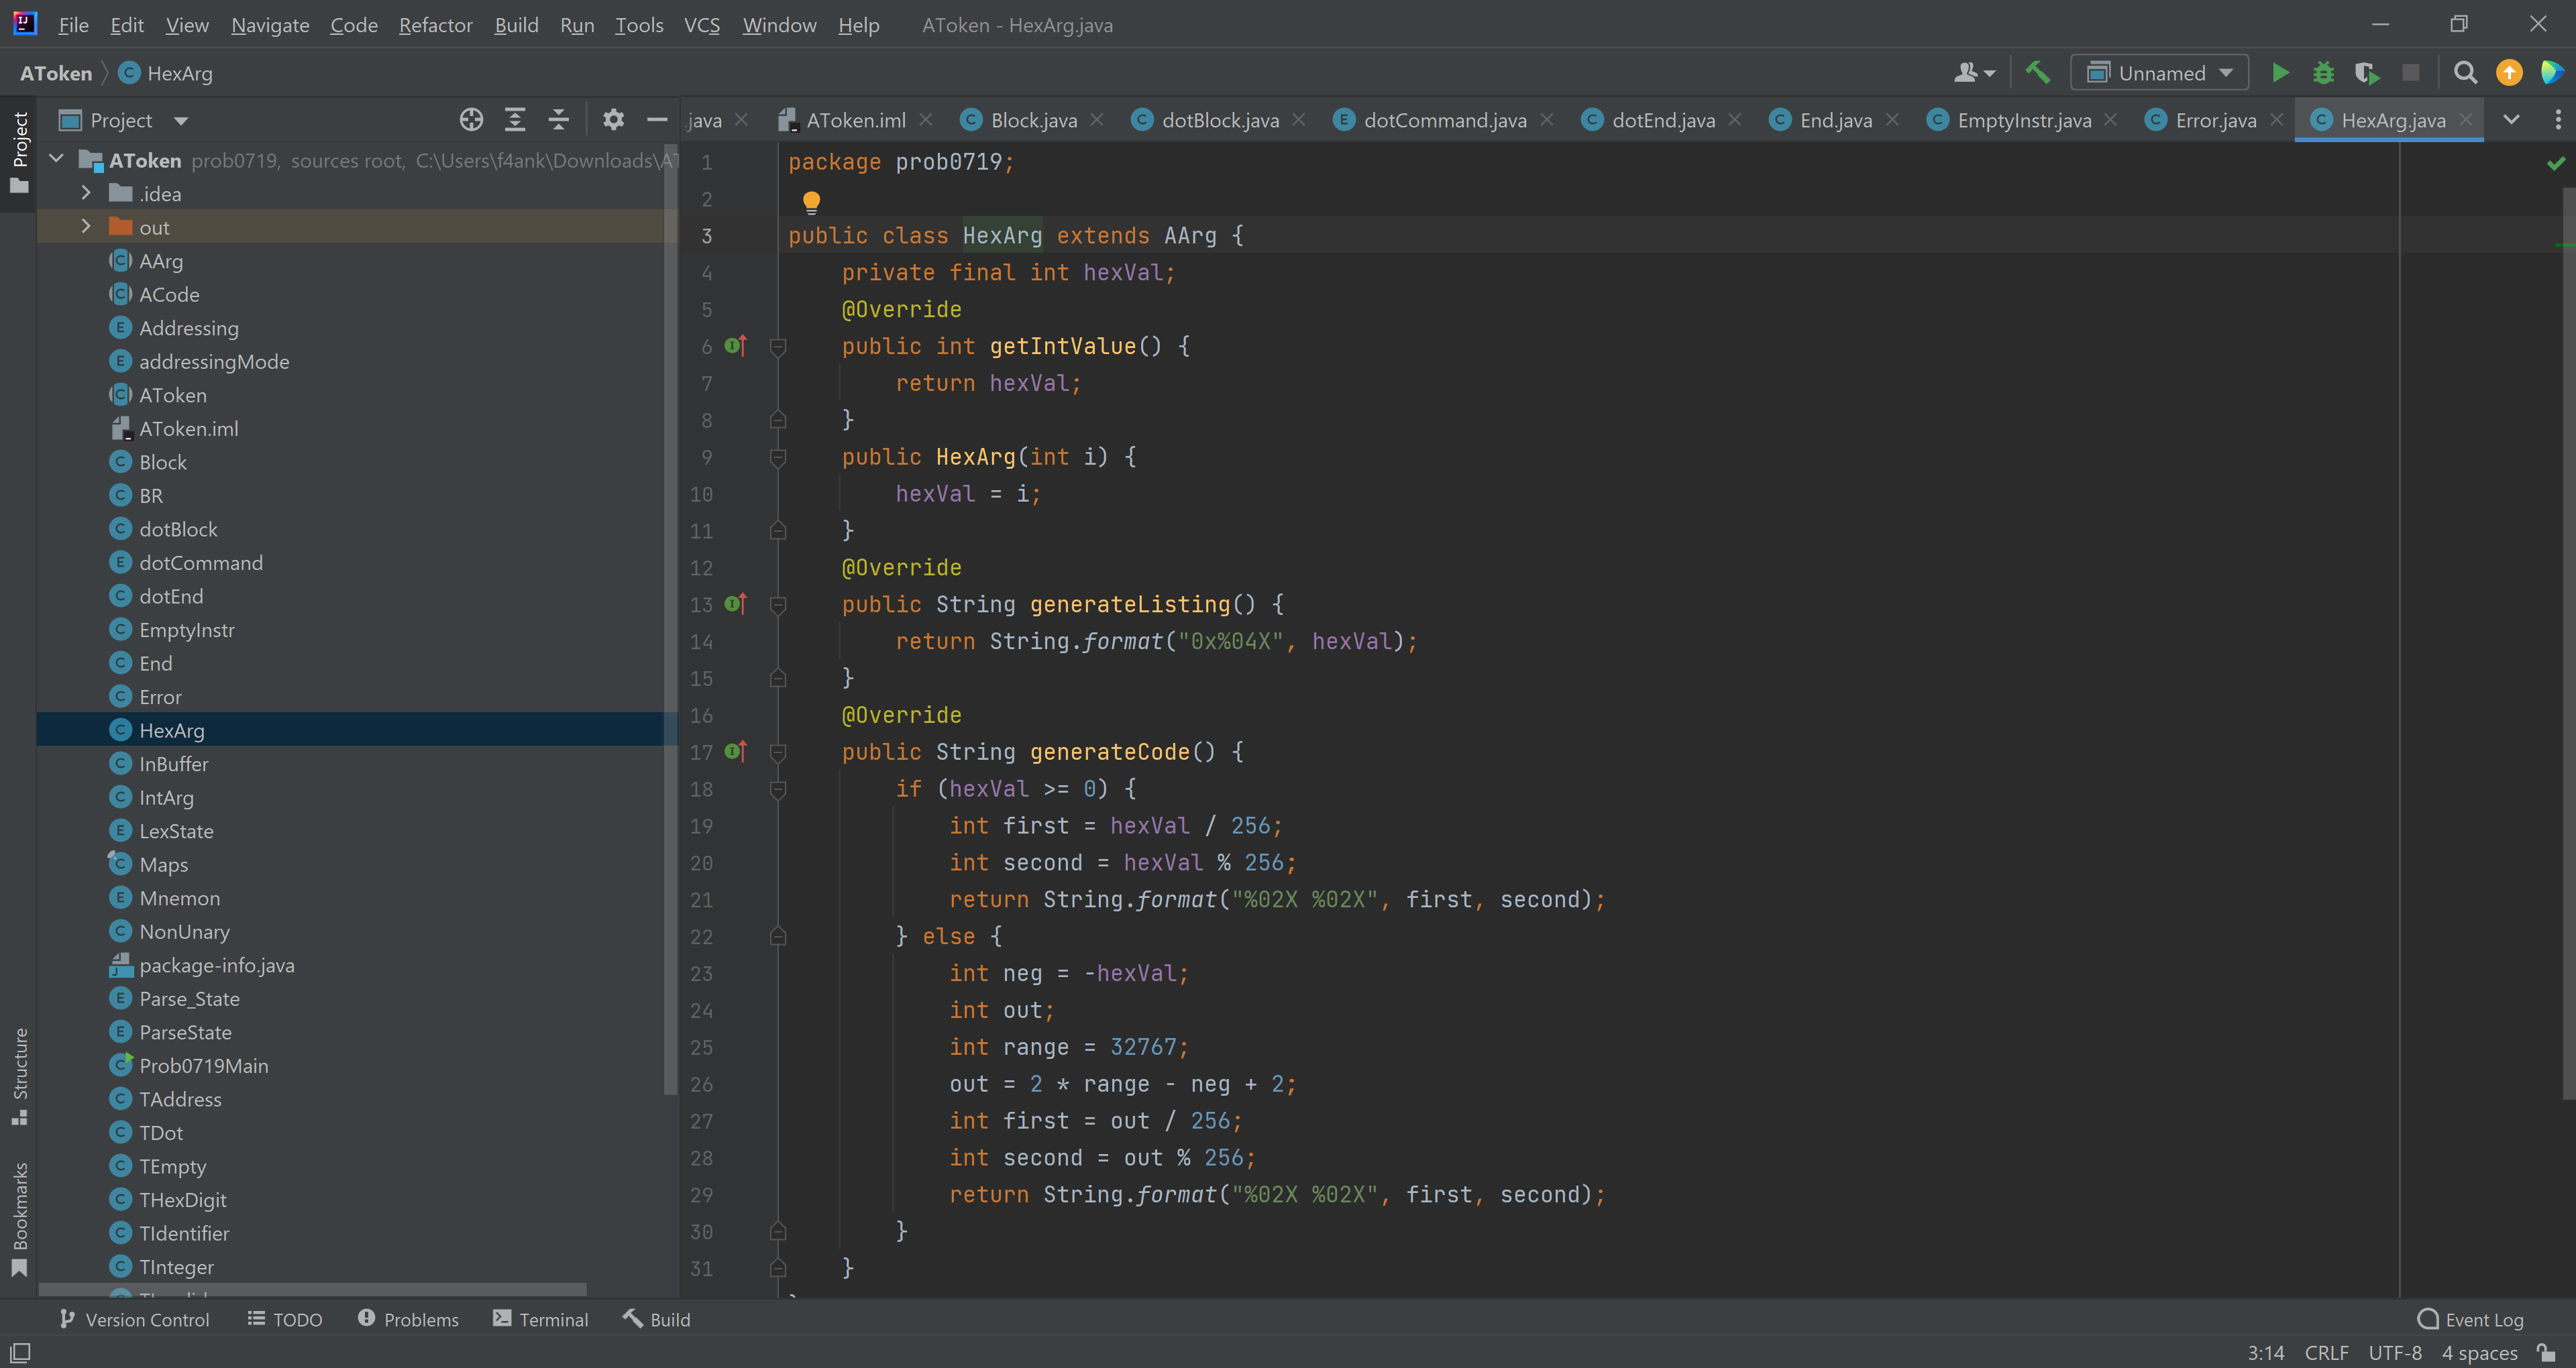 File Edit View Navigate Code Refactor Build Run Tools VCS Window Help AToken - HexArg.java
AToken HexArg Unnamed
Project
Project
.java AToken.iml Block.java dotBlock.java dotCommand.java dotEnd.java End.java EmptyInstr.java Error.java HexArg.java
AToken prob0719, sources root, C:\Users\f4ank\Downloads\AT
.idea
out
AArg
ACode
Addressing
addressingMode
AToken
AToken.iml
Block
BR
dotBlock
dotCommand
dotEnd
EmptyInstr
End
Error
HexArg
InBuffer
IntArg
LexState
Maps
Mnemon
NonUnary
package-info.java
Parse_State
ParseState
Prob0719Main
TAddress
TDot
TEmpty
THexDigit
TIdentifier
TInteger
Structure
Bookmarks
1 package prob0719;
2
3 public class HexArg extends AArg {
4 private final int hexVal;
5 @Override
6 public int getIntValue() {
7 return hexVal;
8 }
9 public HexArg(int i) {
10 hexVal = i;
11 }
12 @Override
13 public String generateListing() {
14 return String.format("0x%04X", hexVal);
15 }
16 @Override
17 public String generateCode() {
18 if (hexVal >= 0) {
19 int first = hexVal / 256;
20 int second = hexVal % 256;
21 return String.format("%02X %02X", first, second);
22 } else {
23 int neg = -hexVal;
24 int out;
25 int range = 32767;
26 out = 2 * range - neg + 2;
27 int first = out / 256;
28 int second = out % 256;
29 return String.format("%02X %02X", first, second);
30 }
31 }
Version Control TODO Problems Terminal Build Event Log
3:14 CRLF UTF-8 4 spaces